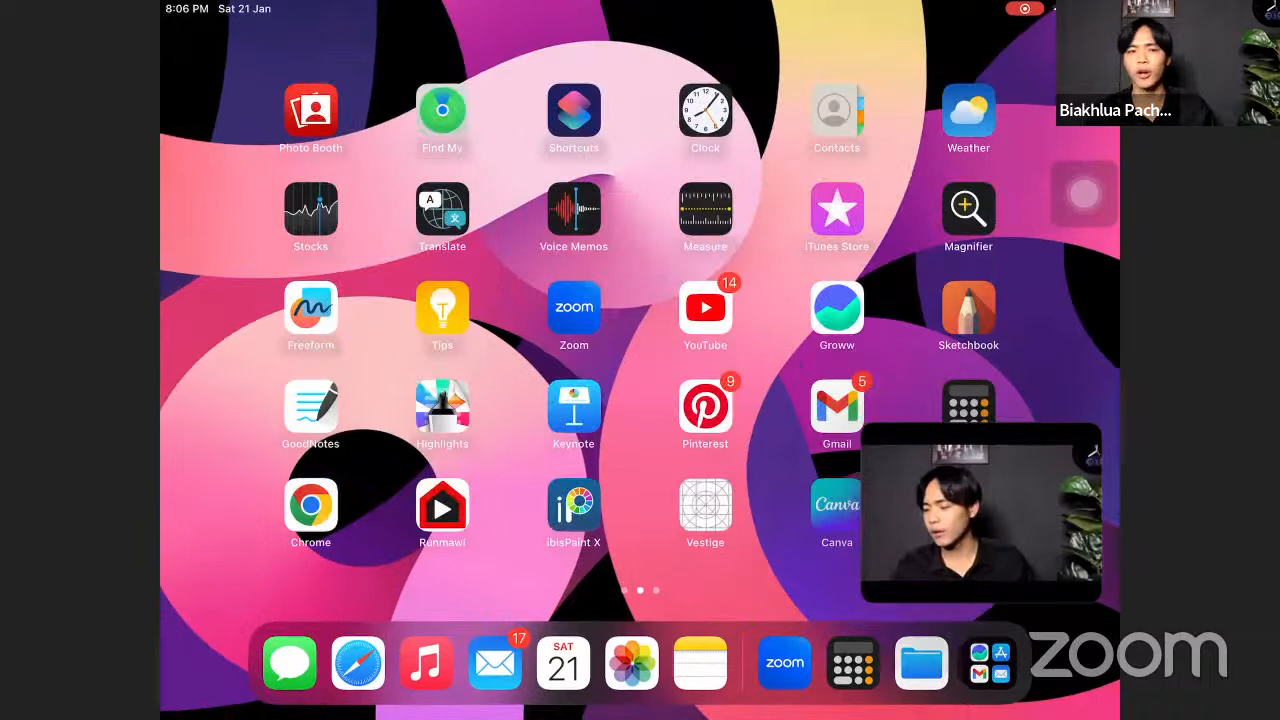 8:06 PM Sat 21 Jan
Biakhlua Pach...
Photo Booth
Find My
Shortcuts
Clock
Contacts
Weather
Stocks
Translate
Voice Memos
Measure
iTunes Store
Magnifier
Freeform
Tips
zoom
Zoom
14
YouTube
Groww
Sketchbook
GoodNotes
Highlights
Keynote
9
Pinterest
5
Gmail
Chrome
Runmawi
iP
ibisPaint X
Vestige
Canva
Canva
17
SAT
21
zoom
zoom